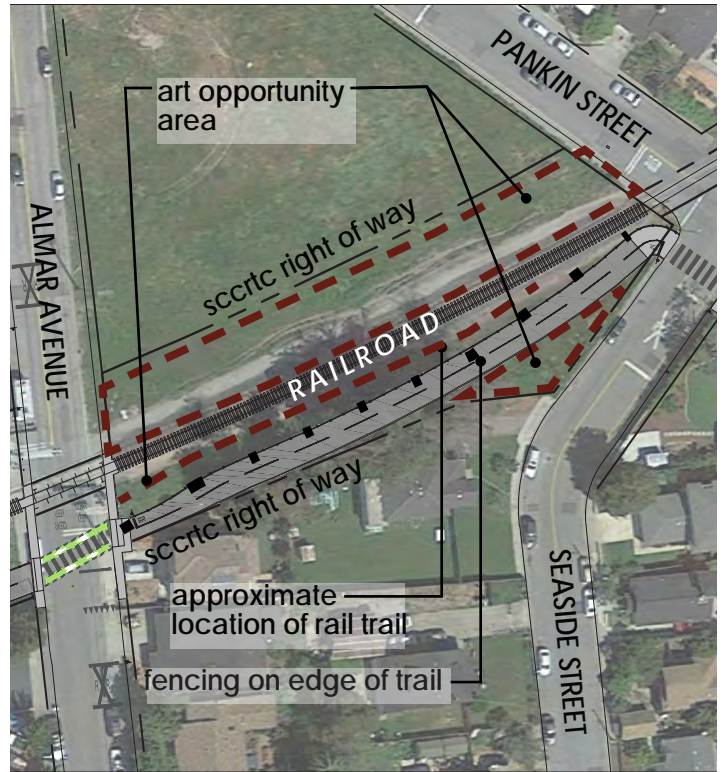 PANKIN STREET
art opportunity
area
ALMAR AVENUE
sccrtc right of way
RAILROAD
sccrtc right of way
approximate
location of rail trail
fencing on edge of trail
SEASIDE STREET